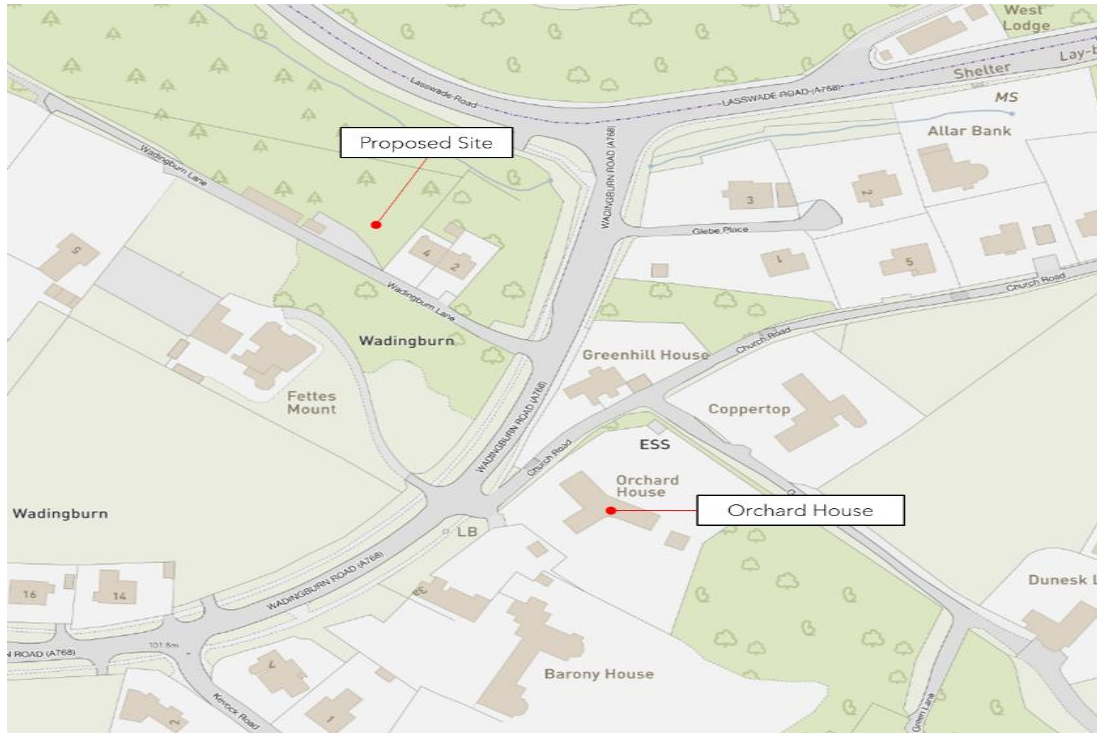 West
Lodge
Lasswade Road
LASSWADE ROAD (A768)
Shelter
Lay-b
MS
Allar Bank
Proposed Site
Wadingburn Lane
WADINGBURN ROAD (A768)
3
2
Glebe Place
1
5
Church Road
5
4
2
Wadingburn Lane
Wadingburn
Greenhill House
Church Road
Fettes
Mount
WADINGBURN ROAD (A768)
Coppertop
Church Road
ESS
Orchard
House
Orchard House
Wadingburn
LB
WADINGBURN ROAD (A768)
3a
Dunesk L
16
14
101.8m
N ROAD (A768)
7
Barony House
Kevock Road
2
1
Green Lane